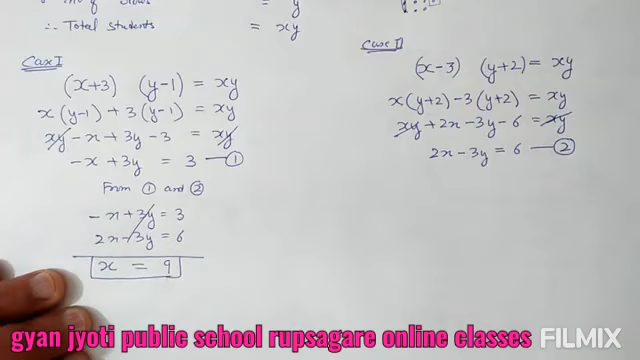 = y
∴ Total students = xy
Case I
(x+3) (y-1) = xy
x(y-1) + 3(y-1) = xy
xy - x + 3y - 3 = xy
-x + 3y = 3 —①
From ① and ②
-x + 3y = 3
2x - 3y = 6
x = 9
Case II
(x-3) (y+2) = xy
x(y+2) - 3(y+2) = xy
xy + 2x - 3y - 6 = xy
2x - 3y = 6 —②
gyan jyoti public school rupsagare online classes
FILMIX